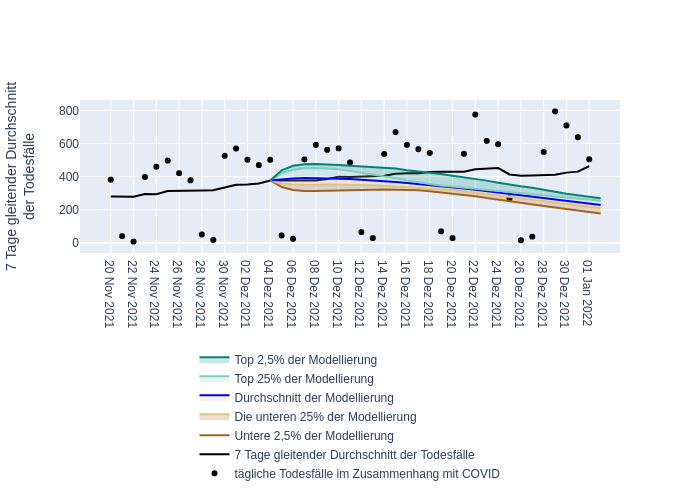 7 Tage gleitender Durchschnitt
der Todesfälle
800
600
400
200
0
20 Nov 2021
22 Nov 2021
24 Nov 2021
26 Nov 2021
28 Nov 2021
30 Nov 2021
02 Dez 2021
04 Dez 2021
06 Dez 2021
08 Dez 2021
10 Dez 2021
12 Dez 2021
14 Dez 2021
16 Dez 2021
18 Dez 2021
20 Dez 2021
22 Dez 2021
24 Dez 2021
26 Dez 2021
28 Dez 2021
30 Dez 2021
01 Jan 2022
Top 2,5% der Modellierung
Top 25% der Modellierung
Durchschnitt der Modellierung
Die unteren 25% der Modellierung
Untere 2,5% der Modellierung
7 Tage gleitender Durchschnitt der Todesfälle
tägliche Todesfälle im Zusammenhang mit COVID